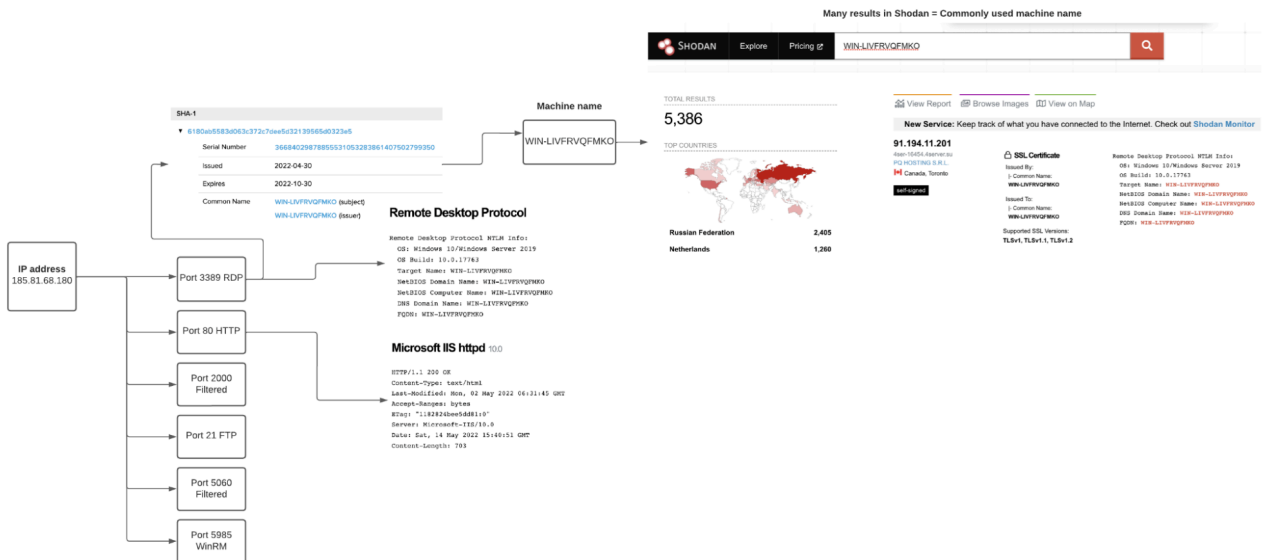 Many results in Shodan = Commonly used machine name
SHODAN Explore Pricing WIN-LIVFRVQFMKO
TOTAL RESULTS
5,386
TOP COUNTRIES
Russian Federation 2,405
Netherlands 1,260
View Report Browse Images View on Map
New Service: Keep track of what you have connected to the Internet. Check out Shodan Monitor
91.194.11.201
4ser-16454.4server.su
PQ HOSTING S.R.L.
Canada, Toronto
self-signed
SSL Certificate
Issued By:
|- Common Name:
WIN-LIVFRVQFMKO
Issued To:
|- Common Name:
WIN-LIVFRVQFMKO
Supported SSL Versions:
TLSv1, TLSv1.1, TLSv1.2
Remote Desktop Protocol NTLM Info:
OS: Windows 10/Windows Server 2019
OS Build: 10.0.17763
Target Name: WIN-LIVFRVQFMKO
NetBIOS Domain Name: WIN-LIVFRVQFMKO
NetBIOS Computer Name: WIN-LIVFRVQFMKO
DNS Domain Name: WIN-LIVFRVQFMKO
FQDN: WIN-LIVFRVQFMKO
Machine name
WIN-LIVFRVQFMKO
SHA-1
6180ab5583d063c372c7dee5d32139565d0323e5
Serial Number 366840298788555310532838614075027 99350
Issued 2022-04-30
Expires 2022-10-30
Common Name WIN-LIVFRVQFMKO (subject)
WIN-LIVFRVQFMKO (issuer)
IP address
185.81.68.180
Port 3389 RDP
Port 80 HTTP
Port 2000
Filtered
Port 21 FTP
Port 5060
Filtered
Port 5985
WinRM
Remote Desktop Protocol
Remote Desktop Protocol NTLM Info:
OS: Windows 10/Windows Server 2019
OS Build: 10.0.17763
Target Name: WIN-LIVFRVQFMKO
NetBIOS Domain Name: WIN-LIVFRVQFMKO
NetBIOS Computer Name: WIN-LIVFRVQFMKO
DNS Domain Name: WIN-LIVFRVQFMKO
FQDN: WIN-LIVFRVQFMKO
Microsoft IIS httpd 10.0
HTTP/1.1 200 OK
Content-Type: text/html
Last-Modified: Mon, 02 May 2022 06:31:45 GMT
Accept-Ranges: bytes
ETag: "1182824bee5dd81:0"
Server: Microsoft-IIS/10.0
Date: Sat, 14 May 2022 15:40:51 GMT
Content-Length: 703